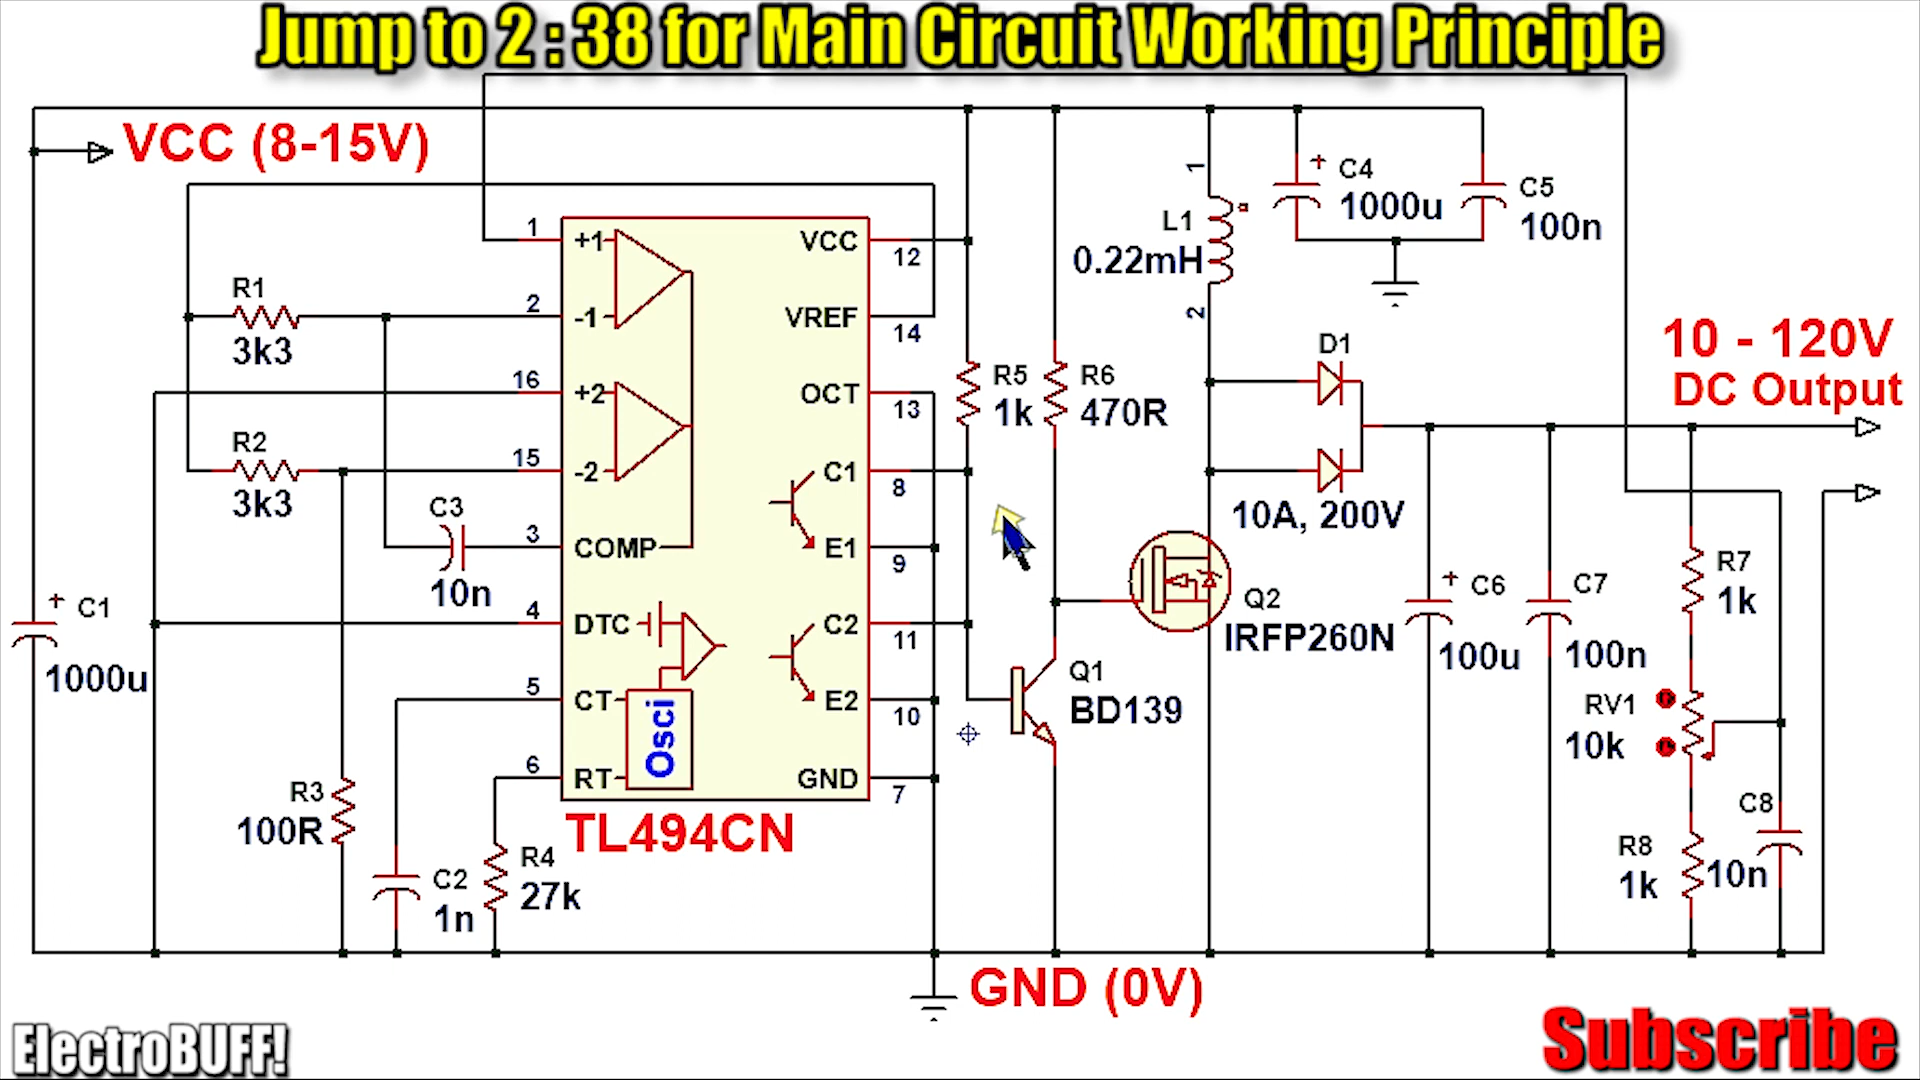 Jump to 2 : 38 for Main Circuit Working Principle
VCC (8-15V)
1
+1
VCC
12
2
-1
VREF
14
16
+2
OCT
13
15
-2
C1
8
3
COMP
E1
9
4
DTC
C2
11
5
CT
E2
10
6
RT
Osci
GND
7
TL494CN
R1
3k3
R2
3k3
C3
10n
C1
1000u
R3
100R
C2
1n
R4
27k
R5
1k
R6
470R
1
L1
0.22mH
2
C4
1000u
C5
100n
D1
10A, 200V
10 - 120V
DC Output
Q2
IRFP260N
Q1
BD139
C6
100u
C7
100n
R7
1k
RV1
10k
R8
1k
C8
10n
GND (0V)
ElectroBUFF!
Subscribe